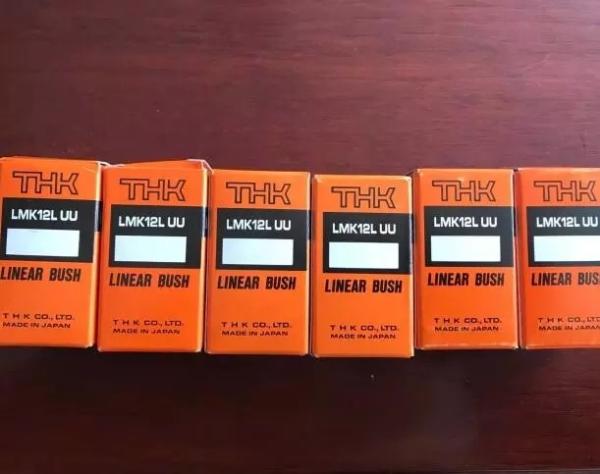 THK
LMK12L UU
LINEAR BUSH
T H K CO., LTD.
MADE IN JAPAN
THK
LMK12L UU
LINEAR BUSH
T H K CO., LTD.
MADE IN JAPAN
THK
LMK12L UU
LINEAR BUSH
T H K CO., LTD.
MADE IN JAPAN
THK
LMK12L UU
LINEAR BUSH
T H K CO., LTD.
MADE IN JAPAN
THK
LMK12L UU
LINEAR BUSH
T H K CO., LTD.
MADE IN JAPAN
THK
LMK12L UU
LINEAR BUS
T H K CO., LTD.
MADE IN JAPAN